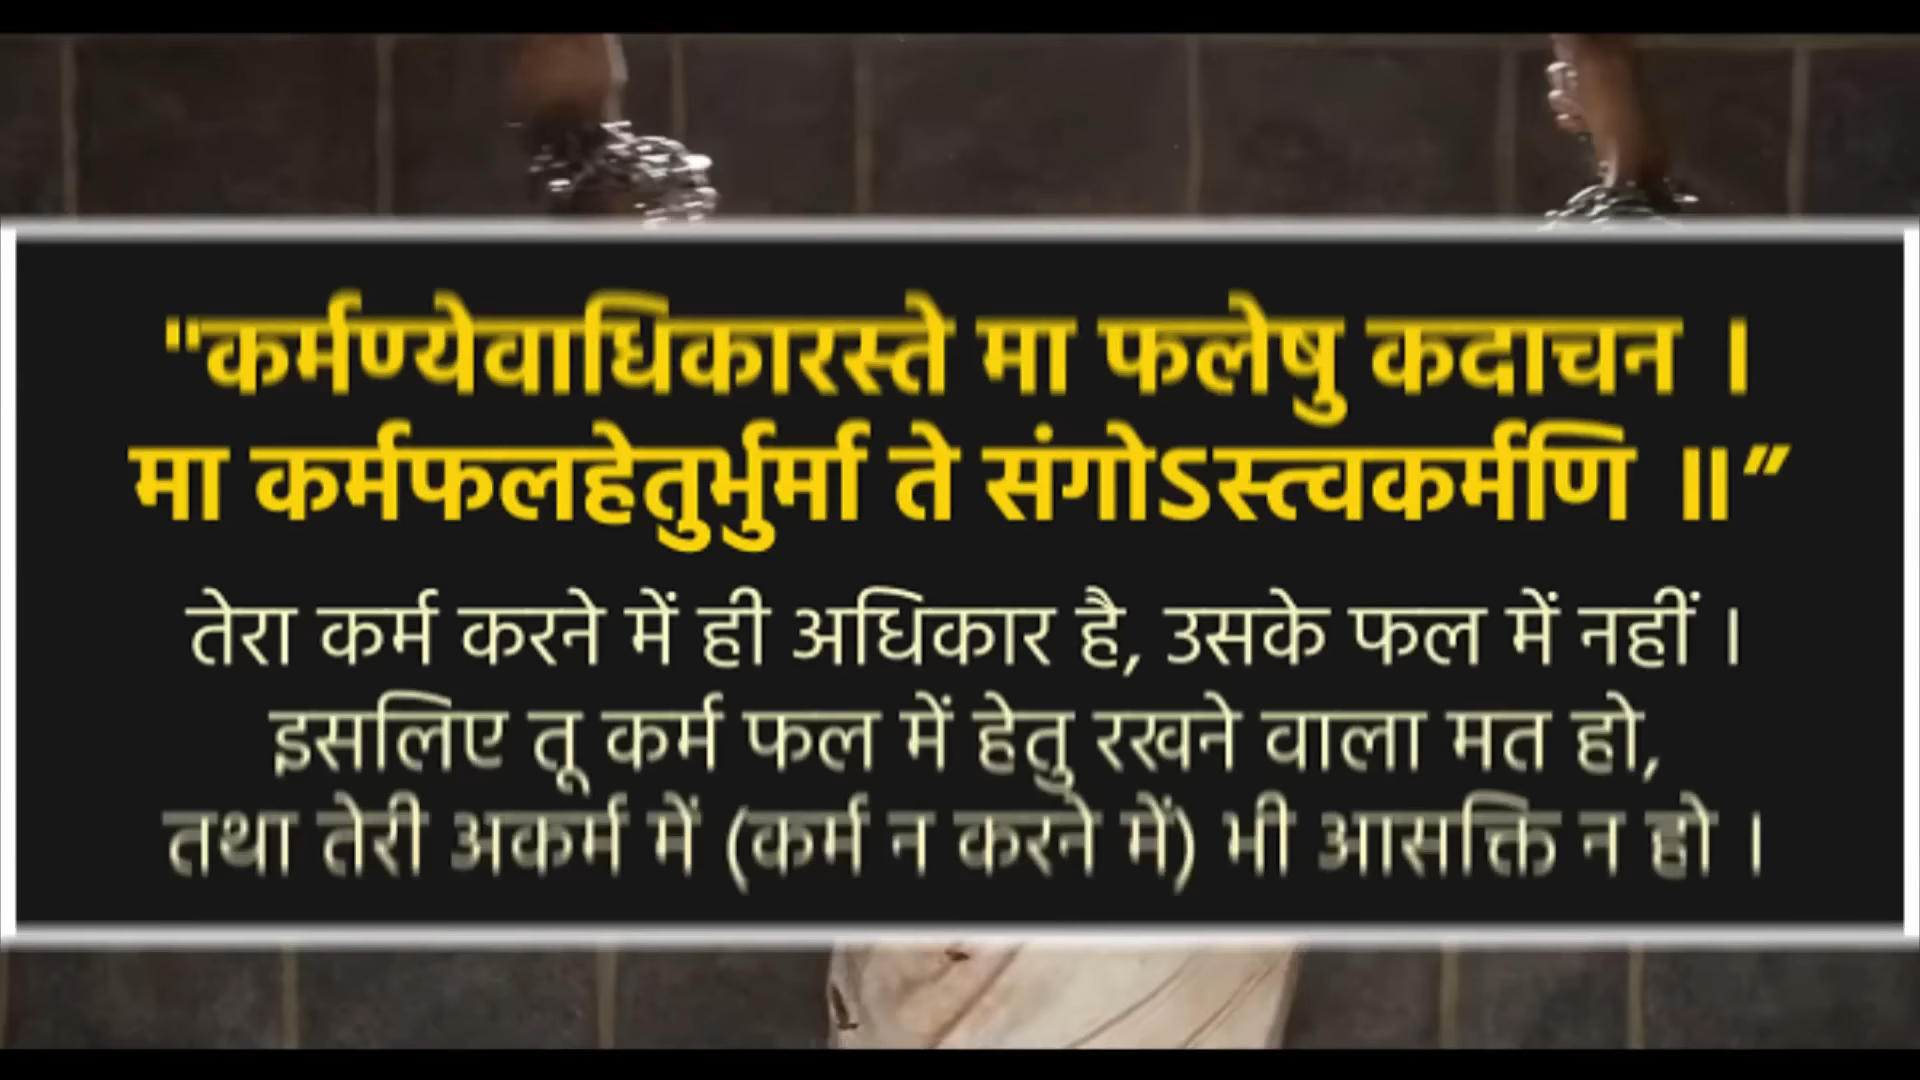 "कर्मण्येवाधिकारस्ते मा फलेषु कदाचन ।
मा कर्मफलहेतुर्भुर्मा ते संगोऽस्त्वकर्मणि ॥”
तेरा कर्म करने में ही अधिकार है, उसके फल में नहीं ।
इसलिए तू कर्म फल में हेतु रखने वाला मत हो,
तथा तेरी अकर्म में (कर्म न करने में) भी आसक्ति न हो ।